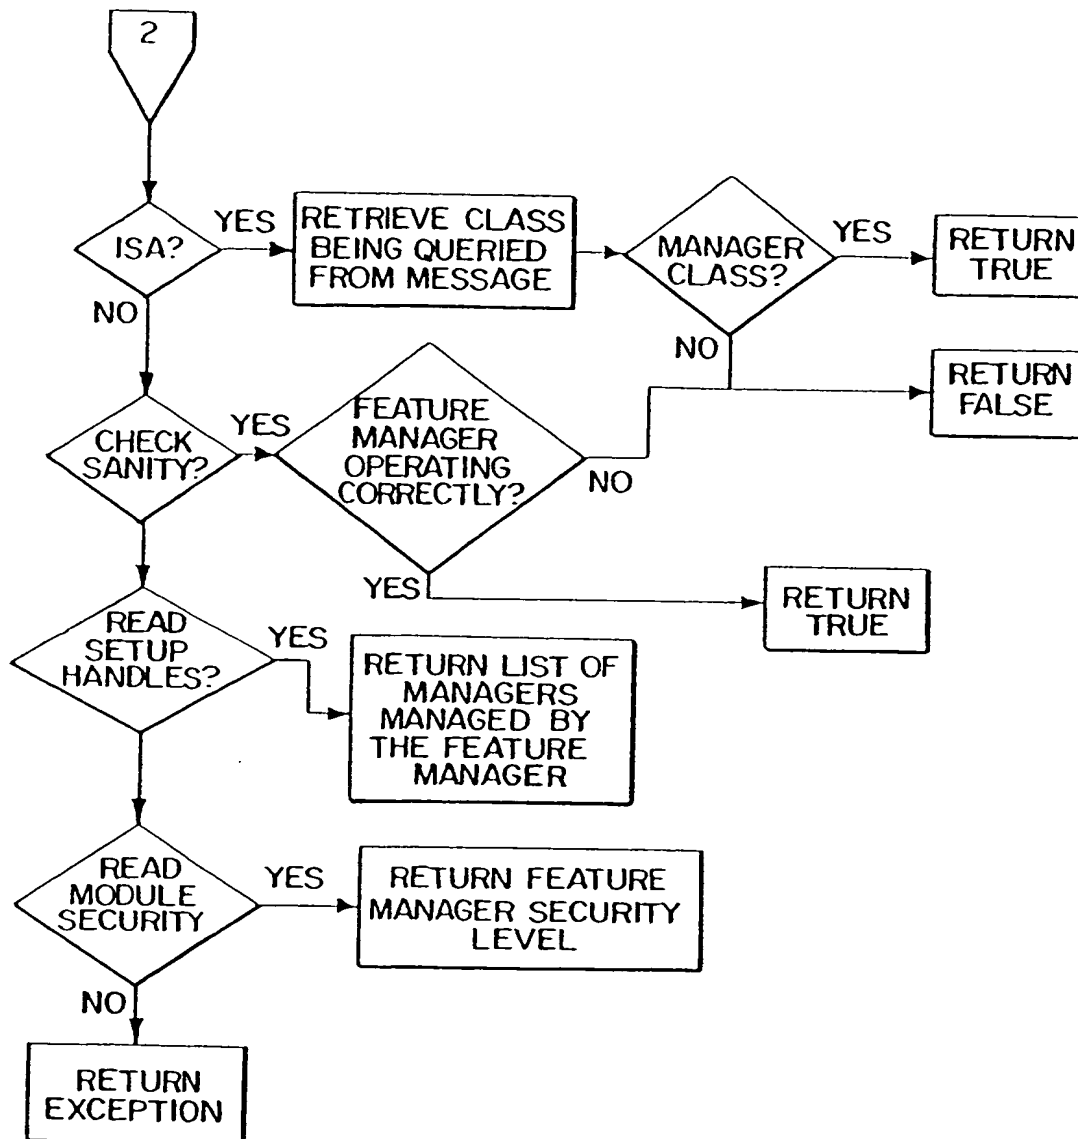 2
ISA?
YES
RETRIEVE CLASS
BEING QUERIED
FROM MESSAGE
MANAGER
CLASS?
YES
RETURN
TRUE
NO
NO
RETURN
FALSE
CHECK
SANITY?
YES
FEATURE
MANAGER
OPERATING
CORRECTLY?
NO
YES
RETURN
TRUE
READ
SETUP
HANDLES?
YES
RETURN LIST OF
MANAGERS
MANAGED BY
THE FEATURE
MANAGER
READ
MODULE
SECURITY
YES
RETURN FEATURE
MANAGER SECURITY
LEVEL
NO
RETURN
EXCEPTION